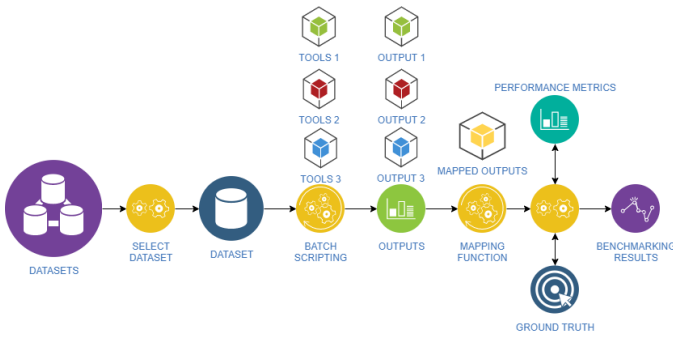 TOOLS 1
OUTPUT 1
TOOLS 2
OUTPUT 2
PERFORMANCE METRICS
TOOLS 3
OUTPUT 3
MAPPED OUTPUTS
DATASETS
SELECT
DATASET
DATASET
BATCH
SCRIPTING
OUTPUTS
MAPPING
FUNCTION
BENCHMARKING
RESULTS
GROUND TRUTH